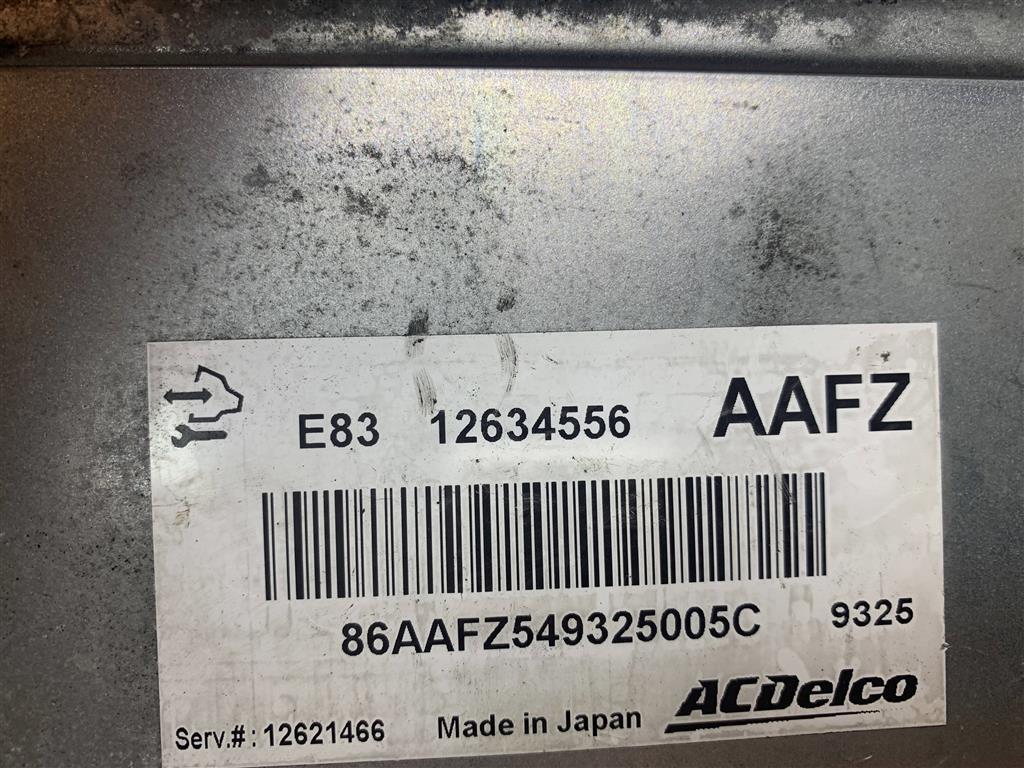 E83 12634556 AAFZ
86AAFZ549325005C 9325
Serv.#: 12621466 Made in Japan ACDelco